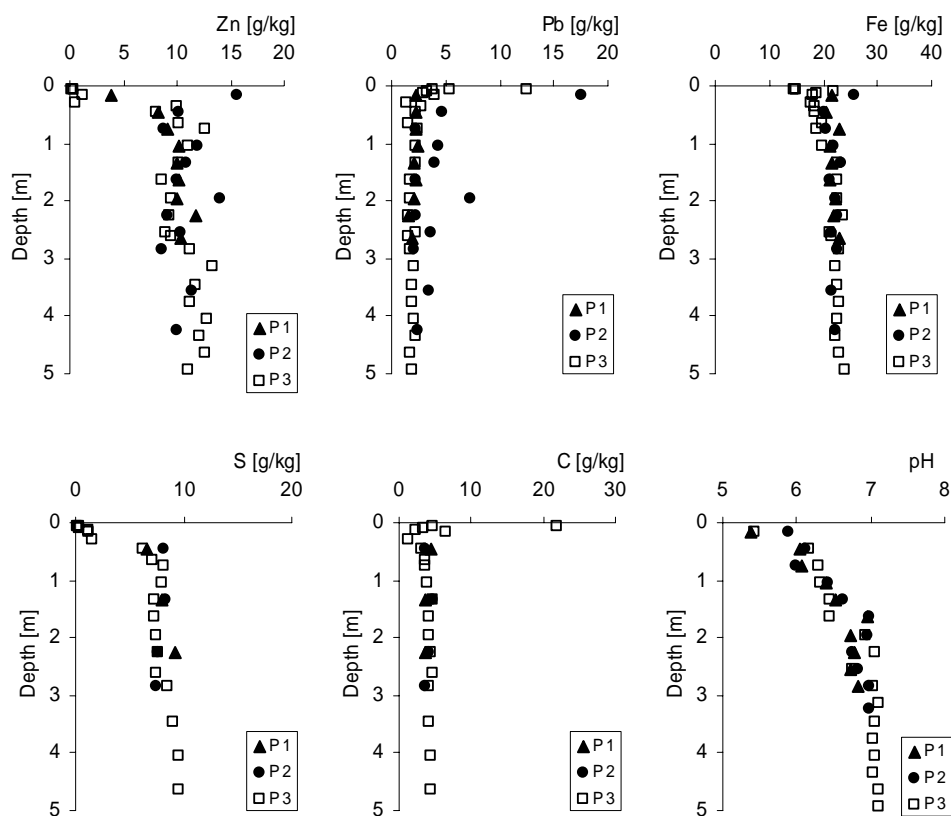 Zn [g/kg]
0 5 10 15 20
Depth [m]
0
1
2
3
4
5
P1
P2
P3
Pb [g/kg]
0 5 10 15 20
Depth [m]
0
1
2
3
4
5
P1
P2
P3
Fe [g/kg]
0 10 20 30 40
Depth [m]
0
1
2
3
4
5
P1
P2
P3
S [g/kg]
0 10 20
Depth [m]
0
1
2
3
4
5
P1
P2
P3
C [g/kg]
0 10 20 30
Depth [m]
0
1
2
3
4
5
P1
P2
P3
pH
5 6 7 8
Depth [m]
0
1
2
3
4
5
P1
P2
P3